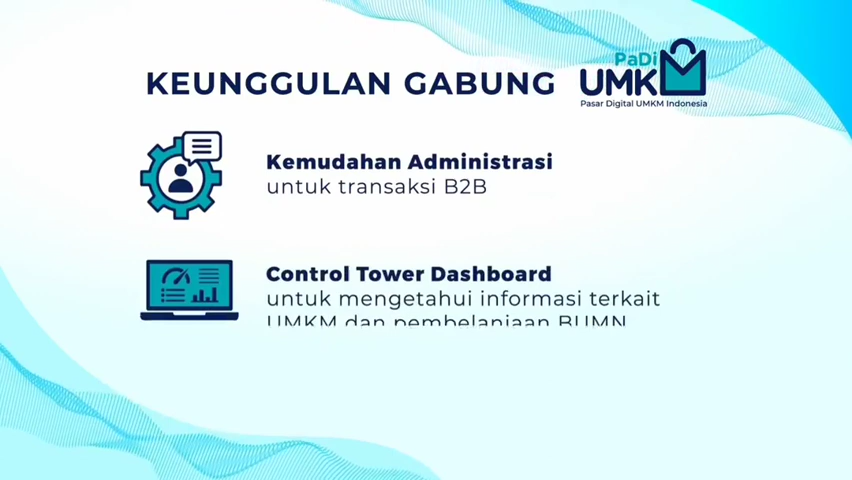 KEUNGGULAN GABUNG
PaDi
UMKM
Pasar Digital UMKM Indonesia
Kemudahan Administrasi
untuk transaksi B2B
Control Tower Dashboard
untuk mengetahui informasi terkait
UMKM dan pembelanjaan BUMN